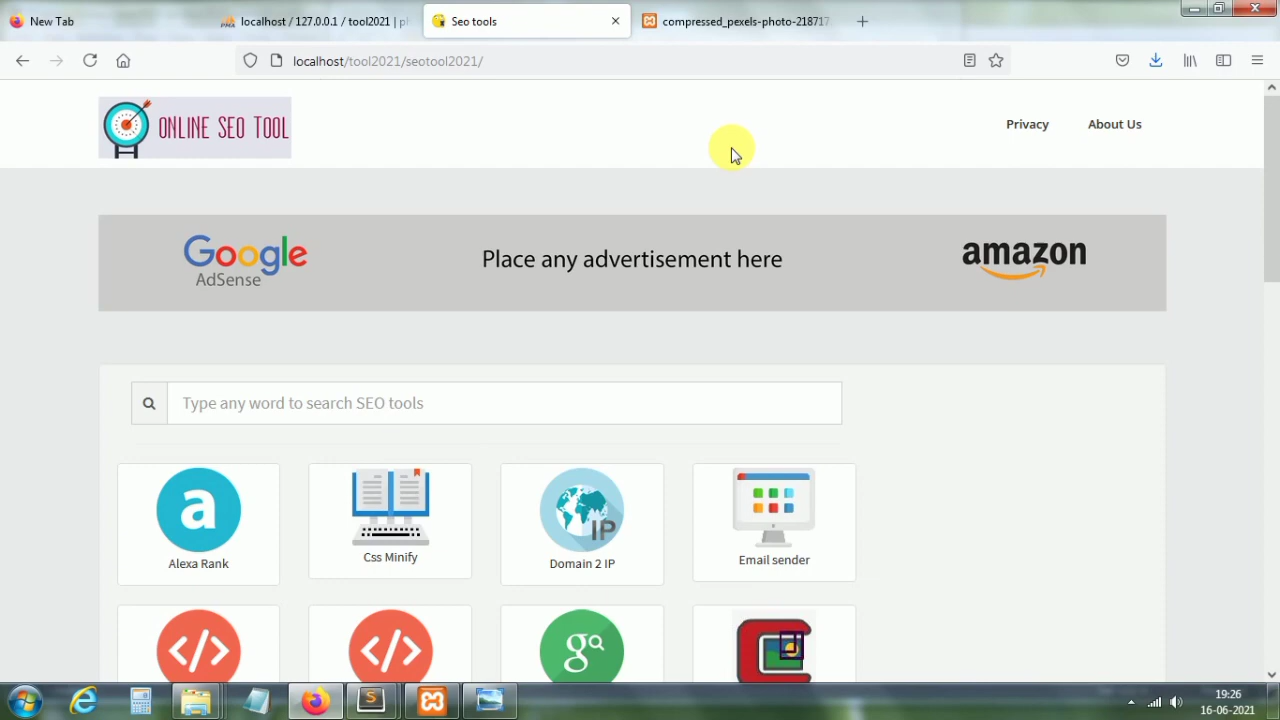 New Tab
localhost / 127.0.0.1 / tool2021 | p
Seo tools
compressed_pexels-photo-218717
localhost/tool2021/seotool2021/
ONLINE SEO TOOL
Privacy
About Us
Google
AdSense
Place any advertisement here
amazon
Type any word to search SEO tools
a
IP
Alexa Rank
Css Minify
Domain 2 IP
Email sender
</>
</>
g
19:26
16-06-2021